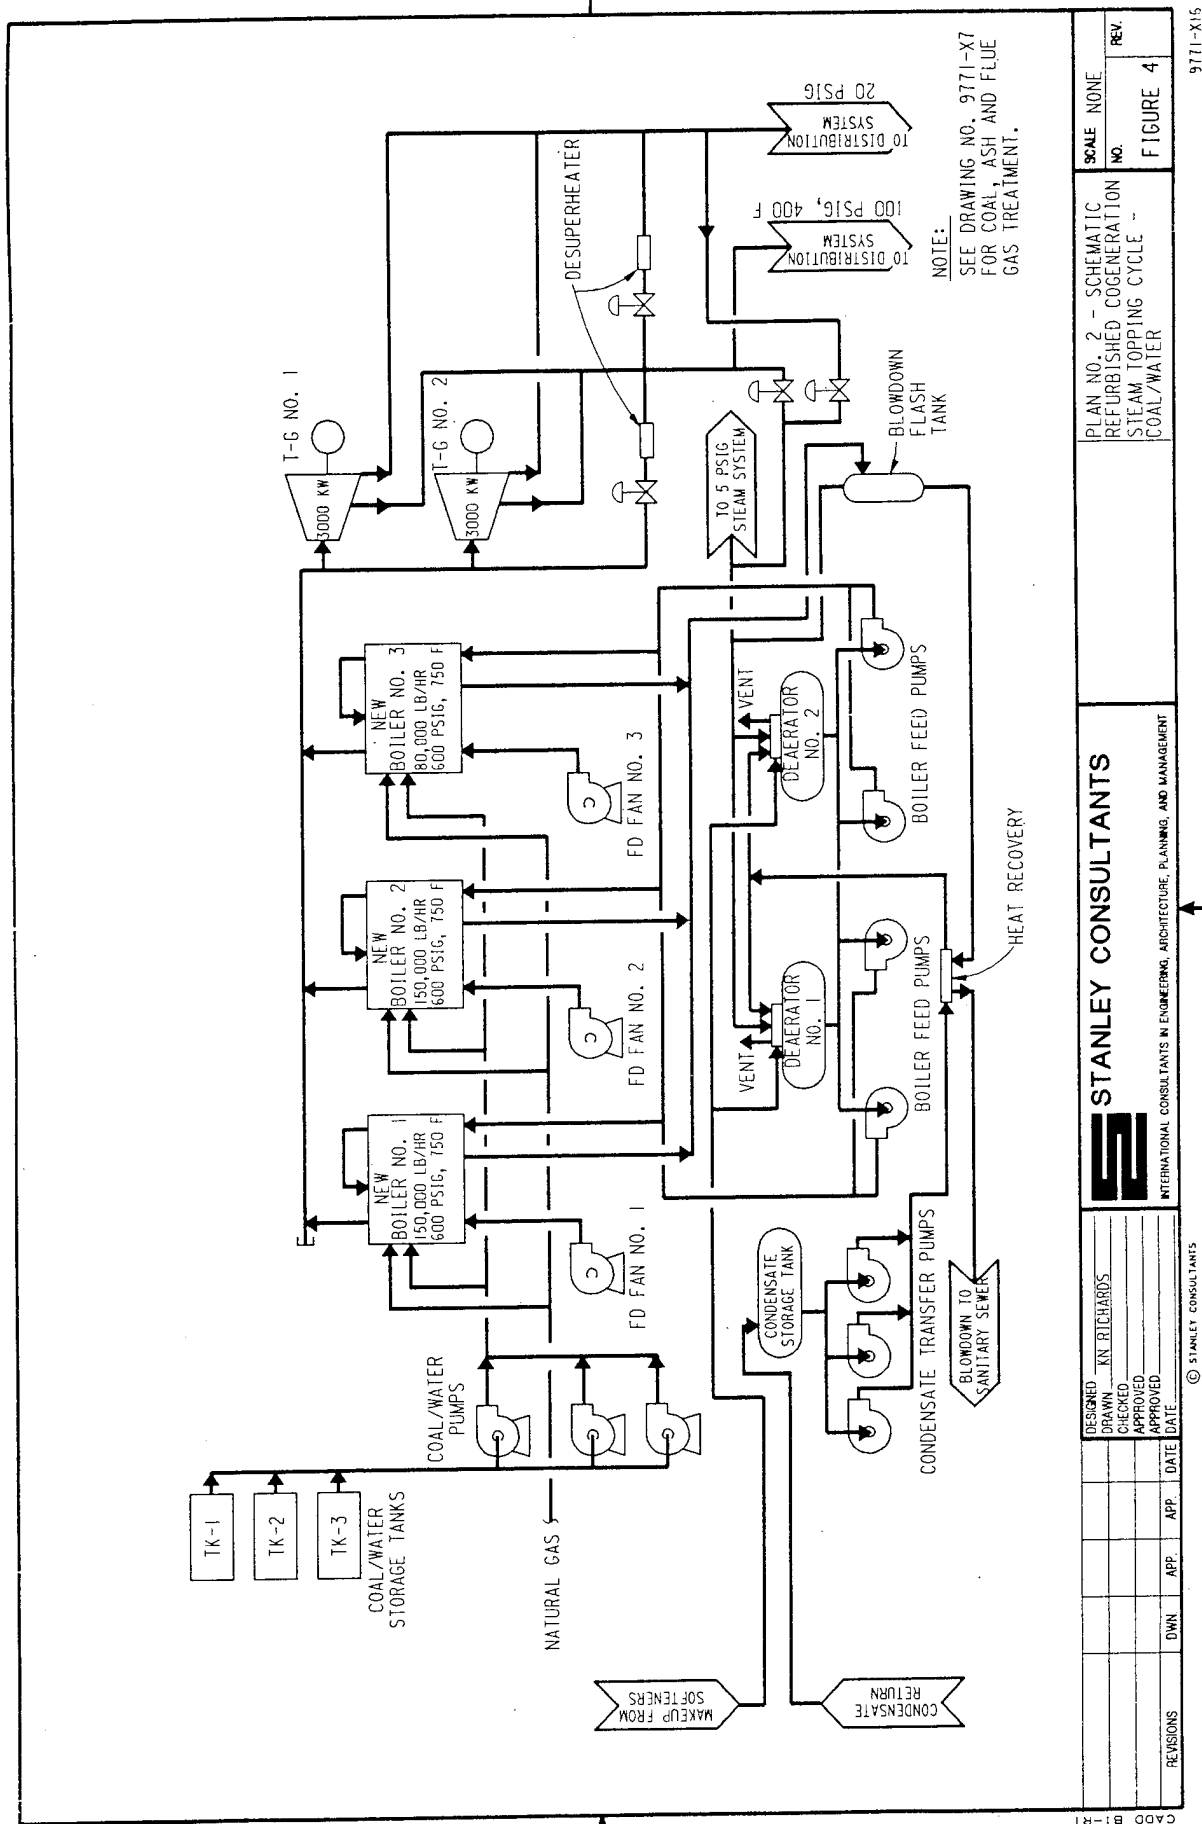 TK-1
TK-2
TK-3
COAL/WATER
STORAGE TANKS
COAL/WATER
PUMPS
NATURAL GAS
MAKEUP FROM
SOFTENERS
CONDENSATE
RETURN
NEW
BOILER NO. 1
150,000 LB/HR
600 PSIG, 750 F
NEW
BOILER NO. 2
150,000 LB/HR
600 PSIG, 750 F
NEW
BOILER NO. 3
80,000 LB/HR
600 PSIG, 750 F
C
FD FAN NO. 1
C
FD FAN NO. 2
C
FD FAN NO. 3
T-G NO. 1
3000 KW
T-G NO. 2
3000 KW
DESUPERHEATER
TO DISTRIBUTION
SYSTEM
20 PSIG
TO DISTRIBUTION
SYSTEM
100 PSIG, 400 F
TO 5 PSIG
STEAM SYSTEM
BLOWDOWN
FLASH
TANK
VENT
DEAERATOR
NO. 1
VENT
DEAERATOR
NO. 2
BOILER FEED PUMPS
BOILER FEED PUMPS
HEAT RECOVERY
CONDENSATE
STORAGE TANK
CONDENSATE TRANSFER PUMPS
BLOWDOWN TO
SANITARY SEWER
NOTE:
SEE DRAWING NO. 9771-X7
FOR COAL, ASH AND FLUE
GAS TREATMENT.
REVISIONS
DWN
APP.
APP.
DATE
DESIGNED
DRAWN KN RICHARDS
CHECKED
APPROVED
APPROVED
DATE
STANLEY CONSULTANTS
INTERNATIONAL CONSULTANTS IN ENGINEERING, ARCHITECTURE, PLANNING, AND MANAGEMENT
PLAN NO. 2 - SCHEMATIC
REFURBISHED COGENERATION
STEAM TOPPING CYCLE -
COAL/WATER
SCALE NONE
NO.
FIGURE 4
REV.
CADD B1-R1
© STANLEY CONSULTANTS
9771-X15